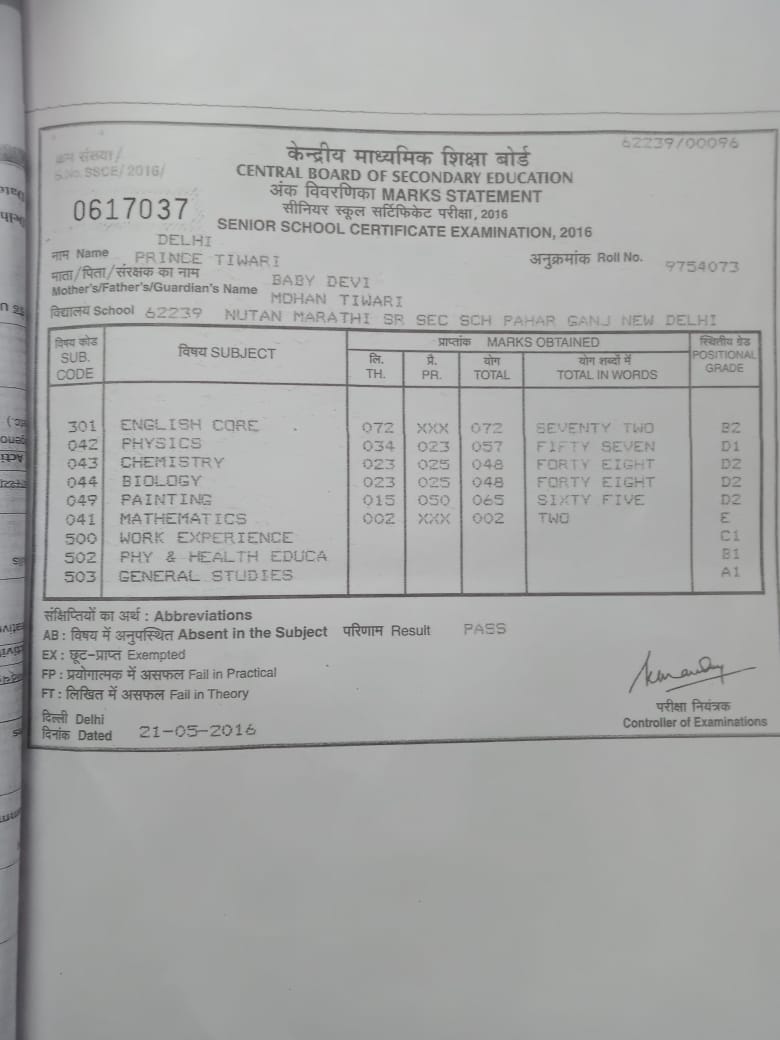 62239/00096
क्रम संख्या/
S.No. SSCE/2016/
केन्द्रीय माध्यमिक शिक्षा बोर्ड
CENTRAL BOARD OF SECONDARY EDUCATION
अंक विवरणिका MARKS STATEMENT
0617037
सीनियर स्कूल सर्टिफिकेट परीक्षा, 2016
SENIOR SCHOOL CERTIFICATE EXAMINATION, 2016
DELHI
नाम Name PRINCE TIWARI अनुक्रमांक Roll No. 9754073
माता/पिता/संरक्षक का नाम
Mother's/Father's/Guardian's Name BABY DEVI
MOHAN TIWARI
विद्यालय School 62239 NUTAN MARATHI SR SEC SCH PAHAR GANJ NEW DELHI
विषय कोड विषय SUBJECT प्राप्तांक MARKS OBTAINED स्थितीय ग्रेड
SUB. CODE लि. TH. प्रै. PR. योग TOTAL योग शब्दों में TOTAL IN WORDS POSITIONAL GRADE
301 ENGLISH CORE 072 XXX 072 SEVENTY TWO B2
042 PHYSICS 034 023 057 FIFTY SEVEN D1
043 CHEMISTRY 023 025 048 FORTY EIGHT D2
044 BIOLOGY 023 025 048 FORTY EIGHT D2
049 PAINTING 015 050 065 SIXTY FIVE D2
041 MATHEMATICS 002 XXX 002 TWO E
500 WORK EXPERIENCE C1
502 PHY & HEALTH EDUCA B1
503 GENERAL STUDIES A1
संक्षिप्तियों का अर्थ : Abbreviations
AB : विषय में अनुपस्थित Absent in the Subject परिणाम Result PASS
EX : छूट-प्राप्त Exempted
FP : प्रयोगात्मक में असफल Fail in Practical
FT : लिखित में असफल Fail in Theory
दिल्ली Delhi
दिनांक Dated 21-05-2016
परीक्षा नियंत्रक
Controller of Examinations